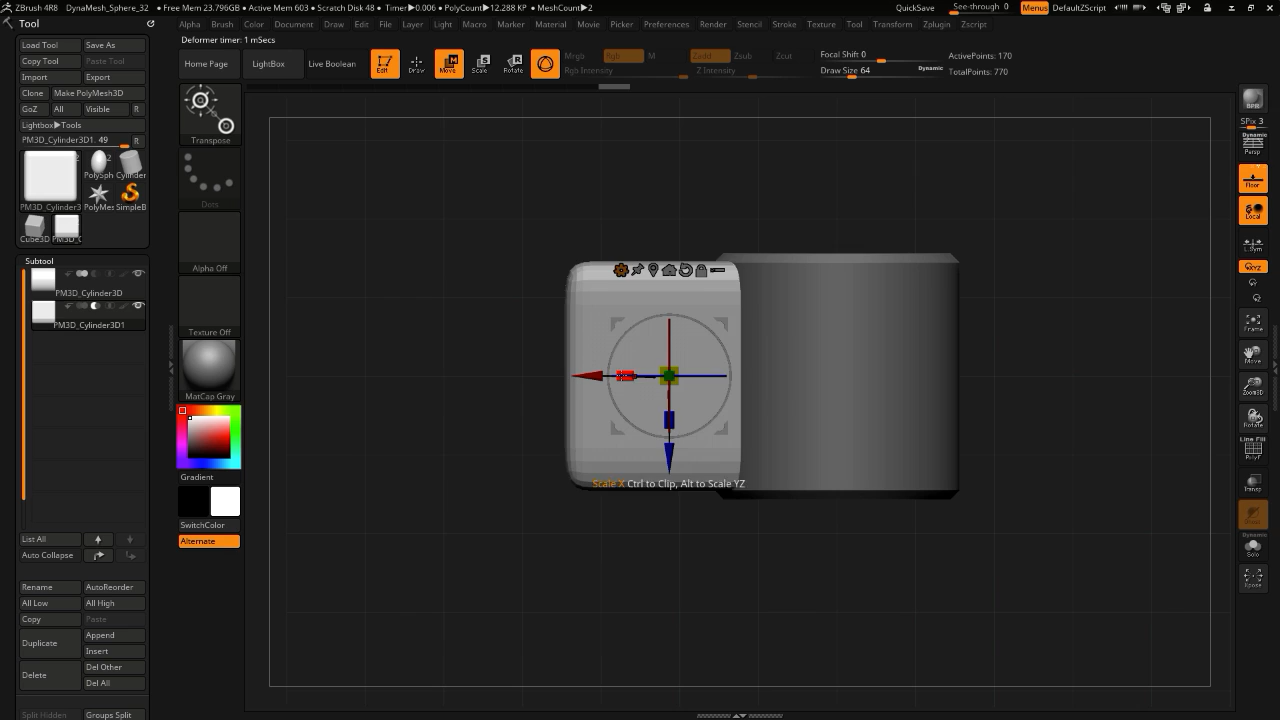 ZBrush 4R8 DynaMesh_Sphere_32 • Free Mem 23.796GB • Active Mem 603 • Scratch Disk 48 • Timer▶0.006 • PolyCount▶12.288 KP • MeshCount▶2 QuickSave See-through 0 Menus DefaultZScript
Tool Alpha Brush Color Document Draw Edit File Layer Light Macro Marker Material Movie Picker Preferences Render Stencil Stroke Texture Tool Transform Zplugin Zscript
Deformer timer: 1 mSecs
Load Tool Save As
Copy Tool Paste Tool
Import Export
Clone Make PolyMesh3D
GoZ All Visible R
Lightbox▶Tools
PM3D_Cylinder3D1. 49 R
2 2
PolySph Cylinder
PM3D_Cylinder3 PolyMes SimpleB
Cube3D PM3D_C
Home Page LightBox Live Boolean Edit Draw Move Scale Rotate
Mrgb Rgb M Zadd Zsub Zcut
Rgb Intensity Z Intensity
Focal Shift 0
Draw Size 64 Dynamic
ActivePoints: 170
TotalPoints: 770
Transpose
Dots
Alpha Off
Texture Off
MatCap Gray
Gradient
SwitchColor
Alternate
Subtool
PM3D_Cylinder3D
PM3D_Cylinder3D1
List All
Auto Collapse
Rename AutoReorder
All Low All High
Copy Paste
Duplicate Append
Insert
Delete Del Other
Del All
Split Hidden Groups Split
Scale X Ctrl to Clip, Alt to Scale YZ
BPR
SPix 3
Dynamic
Persp
Floor
Local
L.Sym
XYZ
Frame
Move
Zoom3D
Rotate
Line Fill
PolyF
Transp
Dynamic
Solo
Xpose